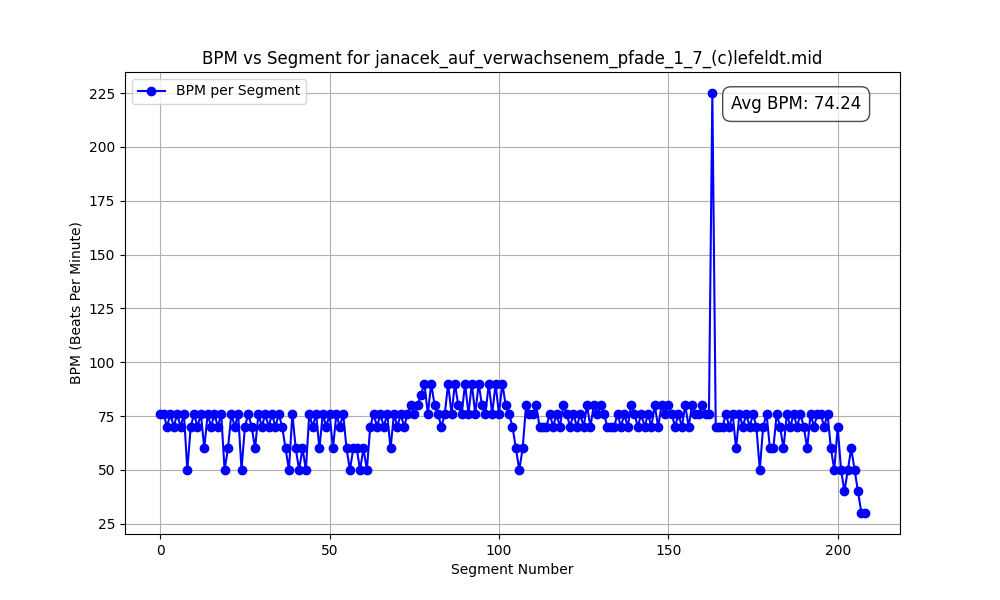 BPM vs Segment for janacek_auf_verwachsenem_pfade_1_7_(c)lefeldt.mid
BPM per Segment
Avg BPM: 74.24
225
200
175
150
125
100
75
50
25
BPM (Beats Per Minute)
0 50 100 150 200
Segment Number